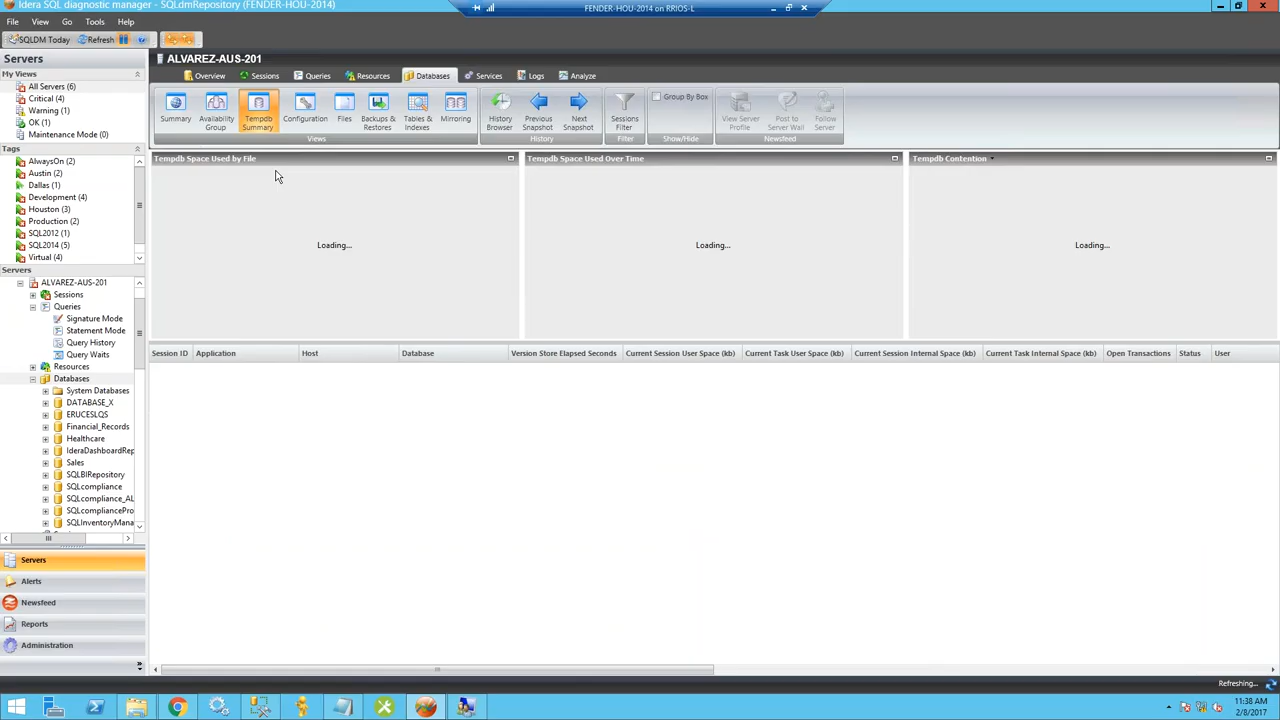 Idera SQL diagnostic manager - SQLdmRepository (FENDER-HOU-2014)
FENDER-HOU-2014 on RRIOS-L
File View Go Tools Help
SQLDM Today Refresh
Servers
My Views
All Servers (6)
Critical (4)
Warning (1)
OK (1)
Maintenance Mode (0)
Tags
AlwaysOn (2)
Austin (2)
Dallas (1)
Development (4)
Houston (3)
Production (2)
SQL2012 (1)
SQL2014 (5)
Virtual (4)
Servers
ALVAREZ-AUS-201
Sessions
Queries
Signature Mode
Statement Mode
Query History
Query Waits
Resources
Databases
System Databases
DATABASE_X
ERUCESLQS
Financial_Records
Healthcare
IderaDashboardRep
Sales
SQLBIRepository
SQLcompliance
SQLcompliance_AL
SQLcompliancePro
SQLInventoryMana
Servers
Alerts
Newsfeed
Reports
Administration
ALVAREZ-AUS-201
Overview Sessions Queries Resources Databases Services Logs Analyze
Summary
Availability Group
Tempdb Summary
Configuration
Files
Backups & Restores
Tables & Indexes
Mirroring
Views
History Browser
Previous Snapshot
Next Snapshot
History
Sessions Filter
Filter
Group By Box
Show/Hide
View Server Profile
Post to Server Wall
Follow Server
Newsfeed
Tempdb Space Used by File
Loading...
Tempdb Space Used Over Time
Loading...
Tempdb Contention
Loading...
Session ID Application Host Database Version Store Elapsed Seconds Current Session User Space (kb) Current Task User Space (kb) Current Session Internal Space (kb) Current Task Internal Space (kb) Open Transactions Status User
Refreshing...
11:38 AM
2/8/2017